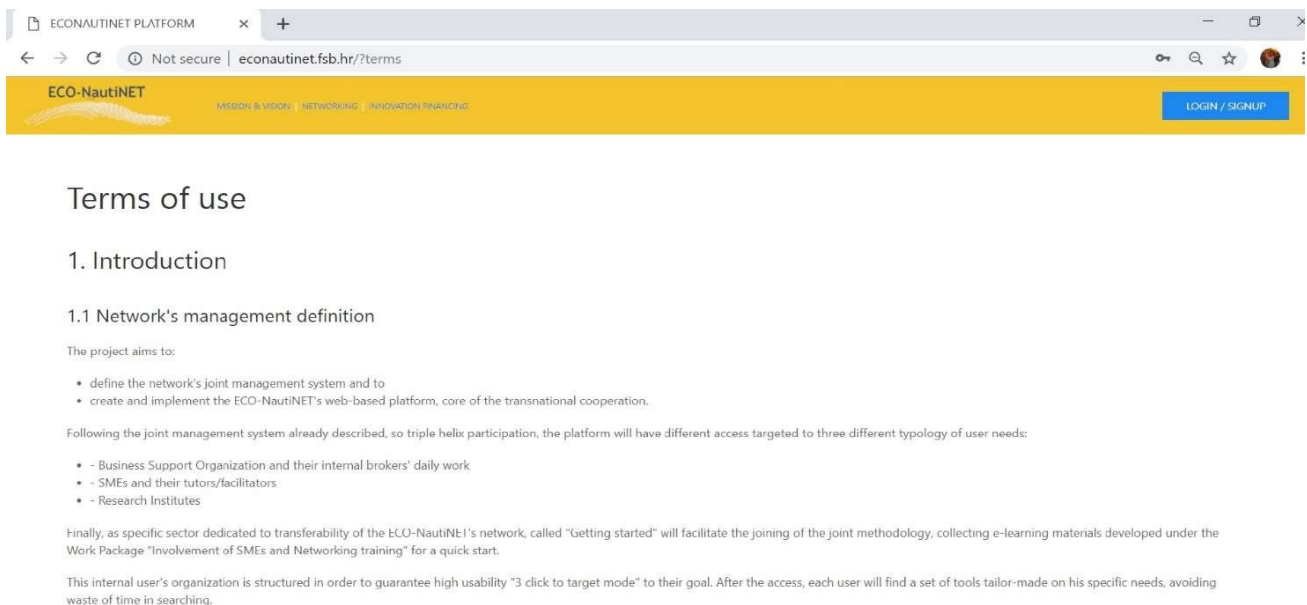 ECONAUTINET PLATFORM
Not secure | econautinet.fsb.hr/?terms
ECO-NautiNET
MISSION & VISION | NETWORKING | INNOVATION FINANCING
LOGIN / SIGNUP
Terms of use
1. Introduction
1.1 Network's management definition
The project aims to:
• define the network's joint management system and to
• create and implement the ECO-NautiNET's web-based platform, core of the transnational cooperation.
Following the joint management system already described, so triple helix participation, the platform will have different access targeted to three different typology of user needs:
• - Business Support Organization and their internal brokers' daily work
• - SMEs and their tutors/facilitators
• - Research Institutes
Finally, as specific sector dedicated to transferability of the ECO-NautiNET's network, called "Getting started" will facilitate the joining of the joint methodology, collecting e-learning materials developed under the
Work Package "Involvement of SMEs and Networking training" for a quick start.
This internal user's organization is structured in order to guarantee high usability "3 click to target mode" to their goal. After the access, each user will find a set of tools tailor-made on his specific needs, avoiding
waste of time in searching.